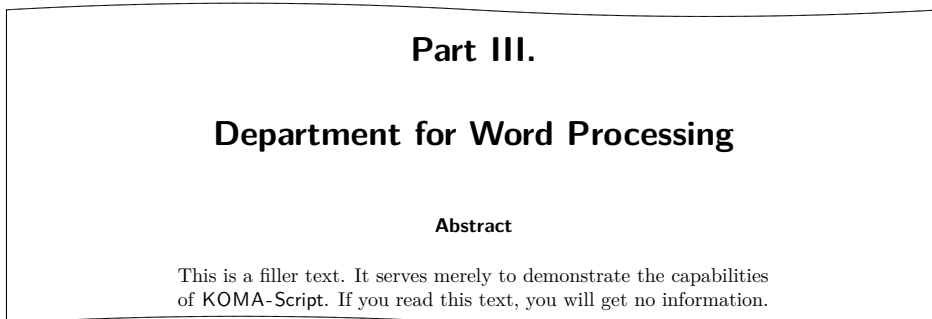 Part III.
Department for Word Processing
Abstract
This is a filler text. It serves merely to demonstrate the capabilities
of KOMA-Script. If you read this text, you will get no information.